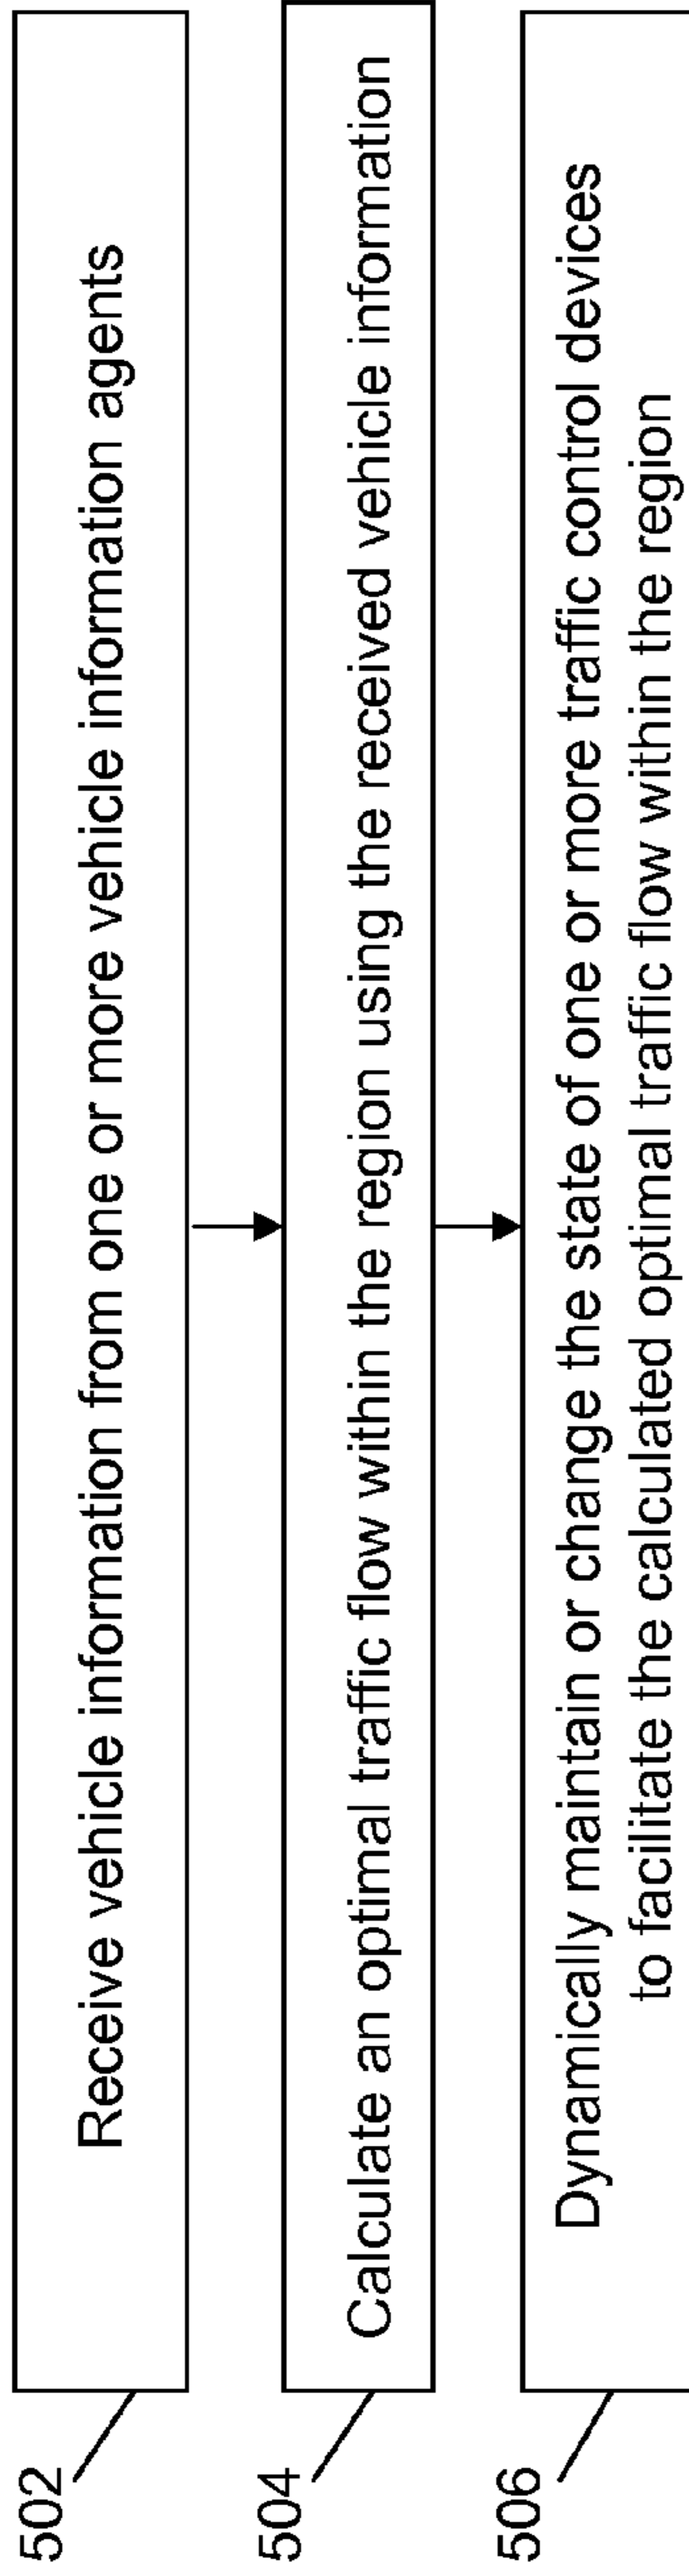 502
Receive vehicle information from one or more vehicle information agents
504
Calculate an optimal traffic flow within the region using the received vehicle information
506
Dynamically maintain or change the state of one or more traffic control devices
to facilitate the calculated optimal traffic flow within the region